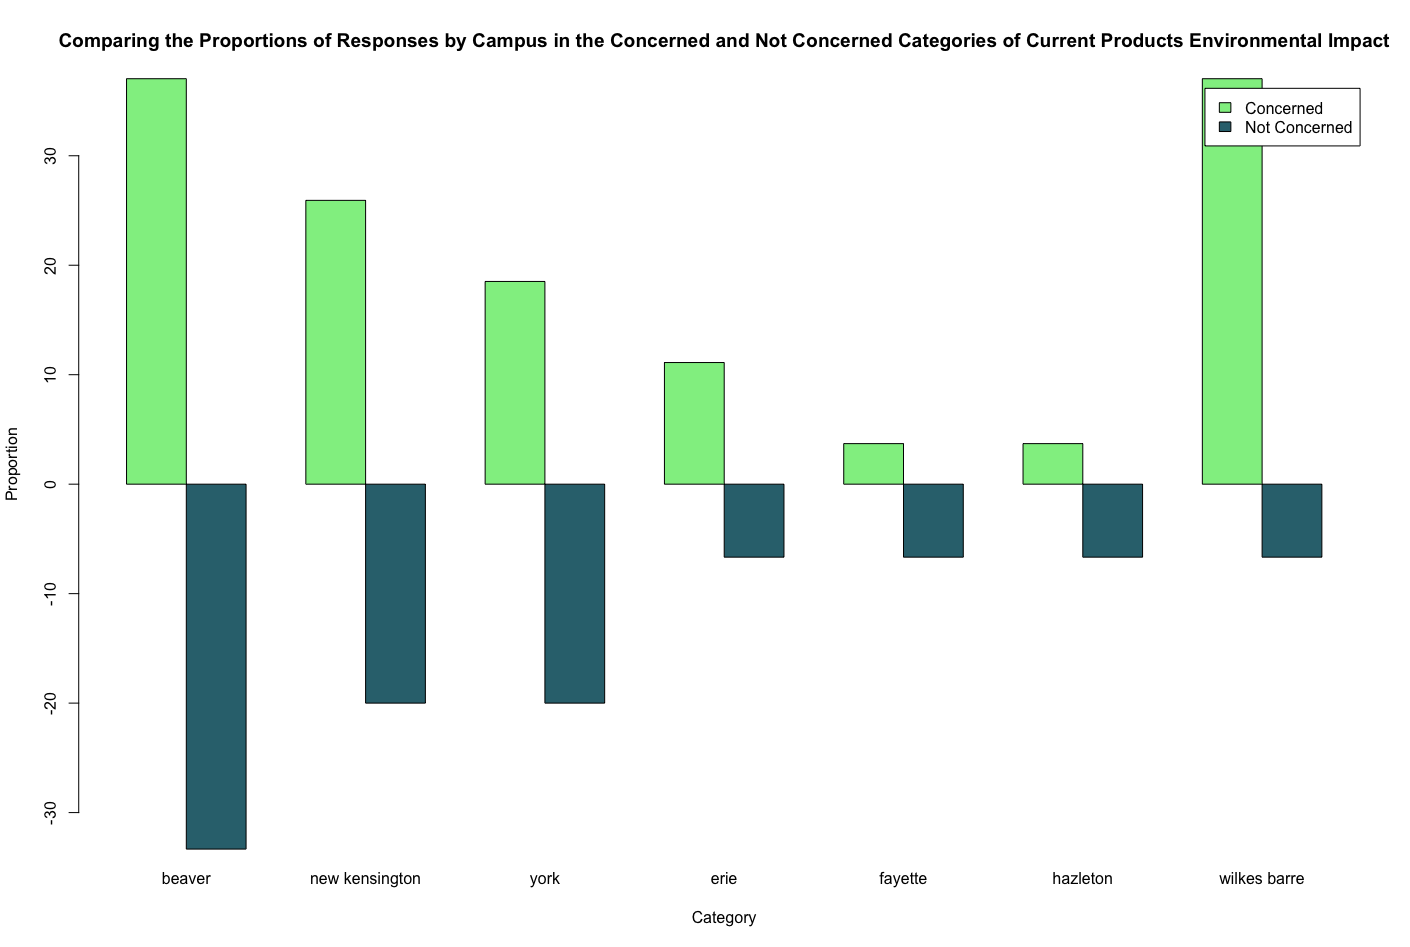 Comparing the Proportions of Responses by Campus in the Concerned and Not Concerned Categories of Current Products Environmental Impact
Concerned
Not Concerned
30
20
10
0
-10
-20
-30
Proportion
beaver new kensington york erie fayette hazleton wilkes barre
Category